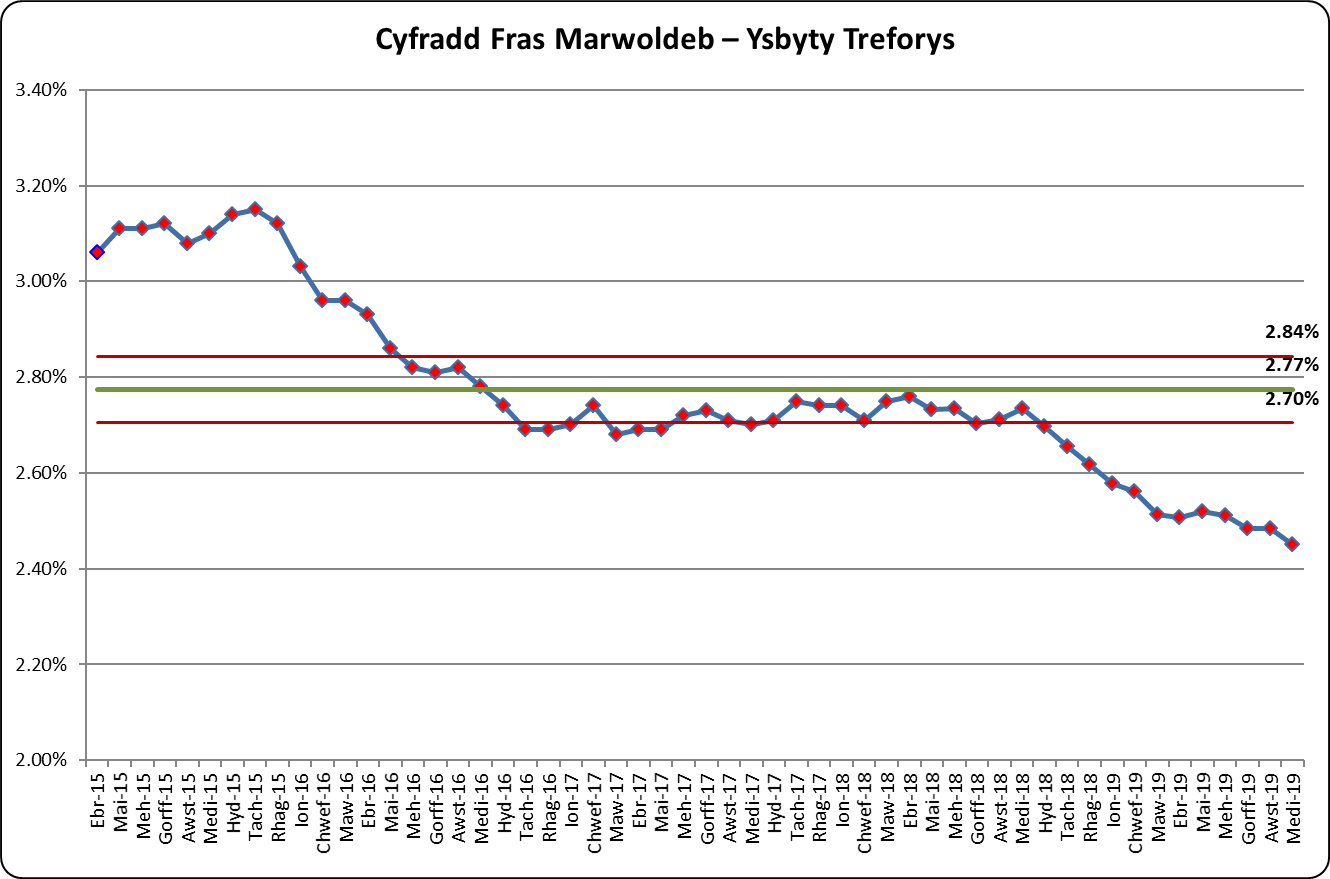 Cyfradd Fras Marwoldeb – Ysbyty Treforys
3.40%
3.20%
3.00%
2.80%
2.60%
2.40%
2.20%
2.00%
2.84%
2.77%
2.70%
Ebr-15
Mai-15
Meh-15
Gorff-15
Awst-15
Medi-15
Hyd-15
Tach-15
Rhag-15
Ion-16
Chwef-16
Maw-16
Ebr-16
Mai-16
Meh-16
Gorff-16
Awst-16
Medi-16
Hyd-16
Tach-16
Rhag-16
Ion-17
Chwef-17
Maw-17
Ebr-17
Mai-17
Meh-17
Gorff-17
Awst-17
Medi-17
Hyd-17
Tach-17
Rhag-17
Ion-18
Chwef-18
Maw-18
Ebr-18
Mai-18
Meh-18
Gorff-18
Awst-18
Medi-18
Hyd-18
Tach-18
Rhag-18
Ion-19
Chwef-19
Maw-19
Ebr-19
Mai-19
Meh-19
Gorff-19
Awst-19
Medi-19